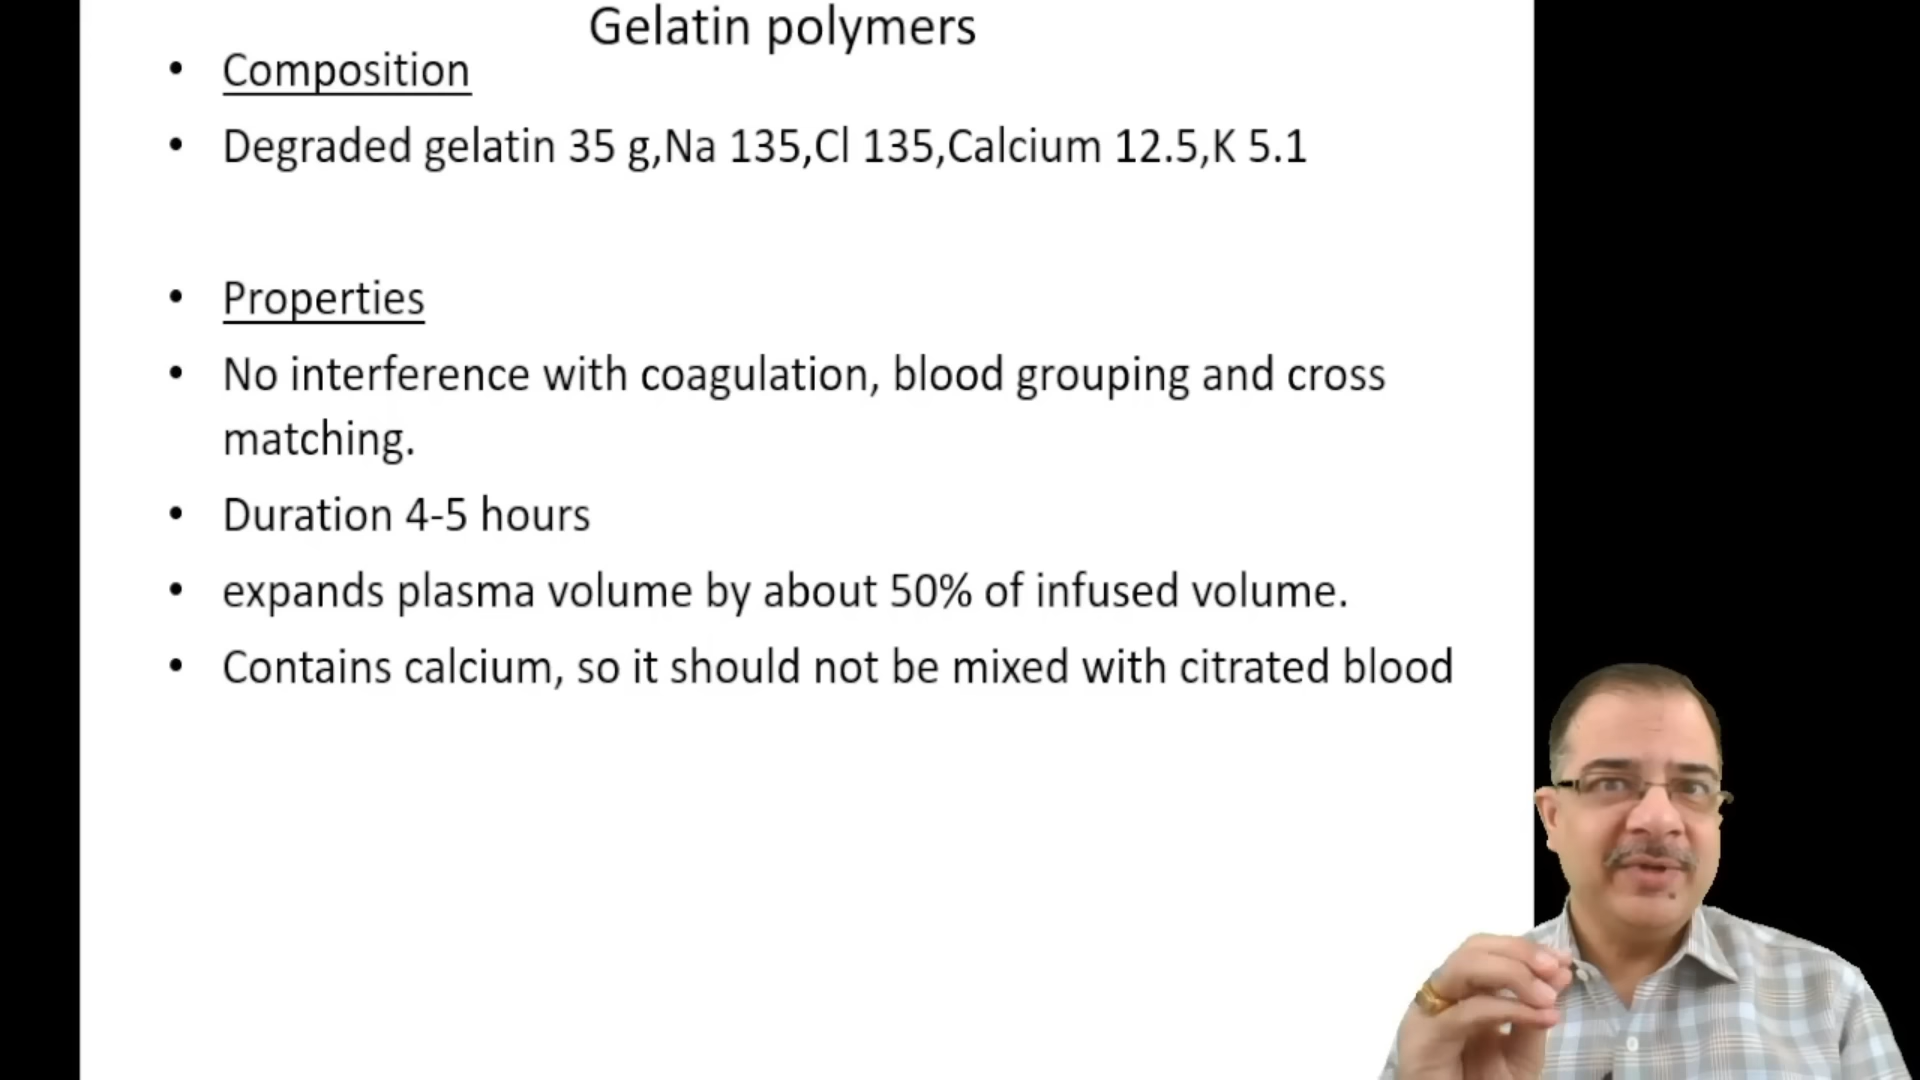 Gelatin polymers
• Composition
• Degraded gelatin 35 g,Na 135,Cl 135,Calcium 12.5,K 5.1
• Properties
• No interference with coagulation, blood grouping and cross
matching.
• Duration 4-5 hours
• expands plasma volume by about 50% of infused volume.
• Contains calcium, so it should not be mixed with citrated blood